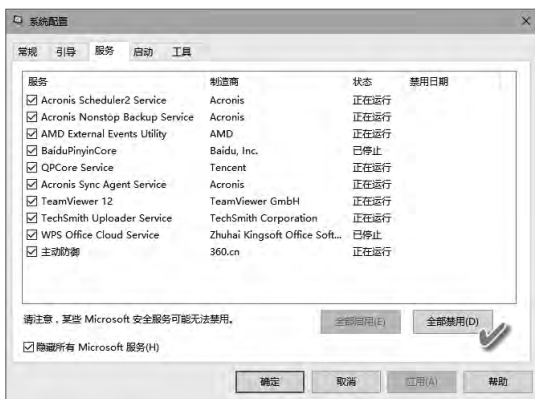 系统配置
常规 引导 服务 启动 工具
服务 制造商 状态 禁用日期
Acronis Scheduler2 Service Acronis 正在运行
Acronis Nonstop Backup Service Acronis 正在运行
AMD External Events Utility AMD 正在运行
BaiduPinyinCore Baidu, Inc. 已停止
QPCore Service Tencent 正在运行
Acronis Sync Agent Service Acronis 正在运行
TeamViewer 12 TeamViewer GmbH 正在运行
TechSmith Uploader Service TechSmith Corporation 正在运行
WPS Office Cloud Service Zhuhai Kingsoft Office Soft... 已停止
主动防御 360.cn 正在运行
请注意，某些 Microsoft 安全服务可能无法禁用。
全部启用(E) 全部禁用(D)
隐藏所有 Microsoft 服务(H)
确定 取消 应用(A) 帮助